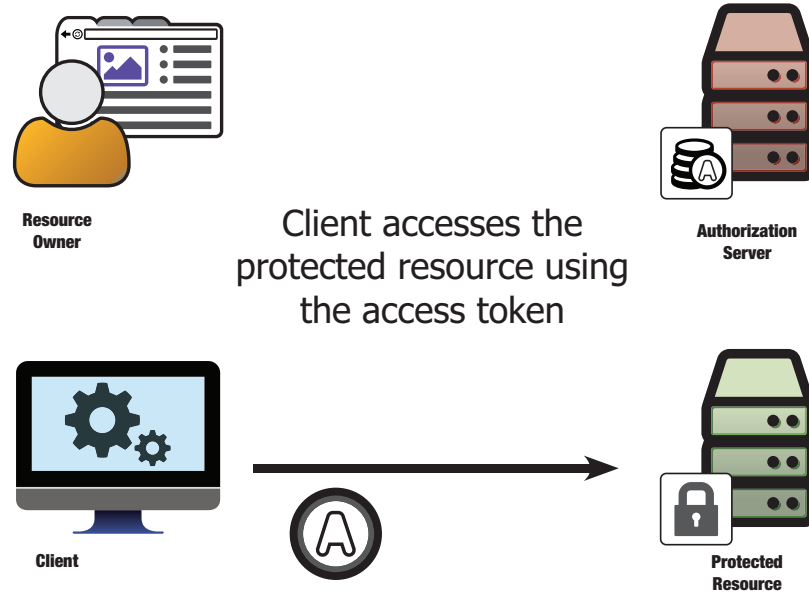 Resource
Owner
Authorization
Server
A
Client accesses the
protected resource using
the access token
Client
A
Protected
Resource